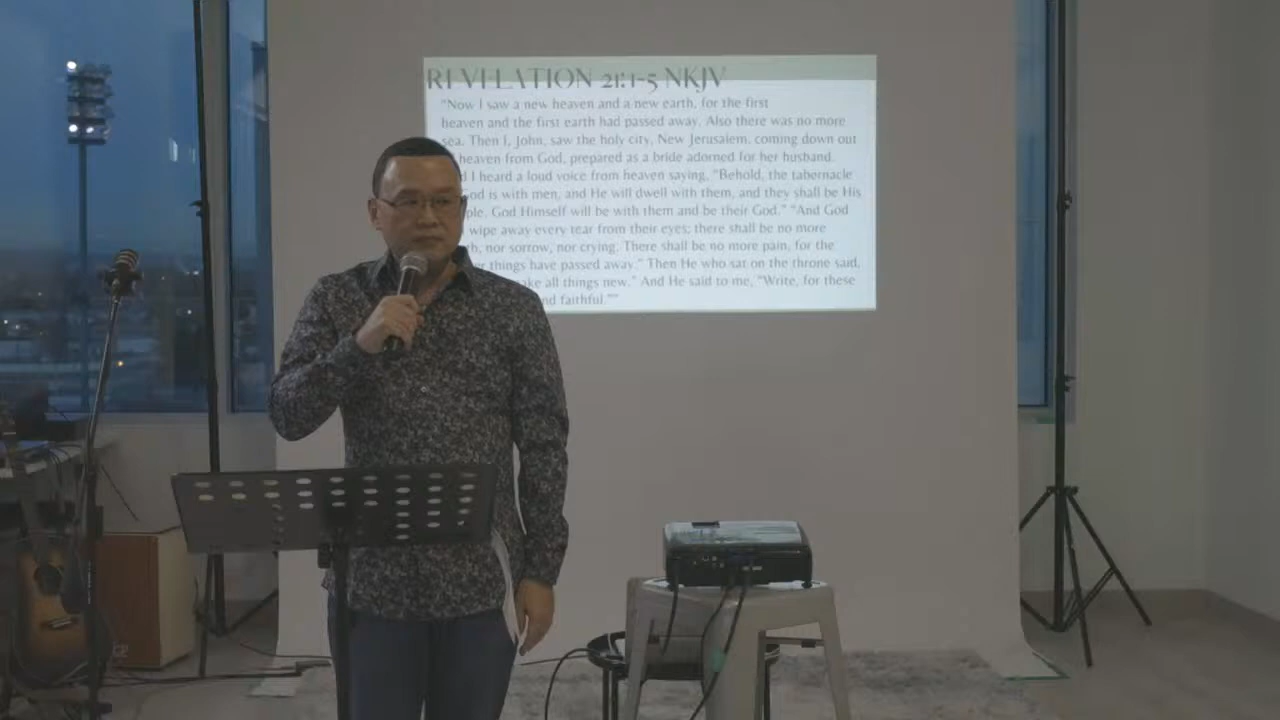 REVELATION 21:1-5 NKJV
"Now I saw a new heaven and a new earth, for the first
heaven and the first earth had passed away. Also there was no more
sea. Then I, John, saw the holy city, New Jerusalem, coming down out
heaven from God, prepared as a bride adorned for her husband.
I heard a loud voice from heaven saying, "Behold, the tabernacle
is with men, and He will dwell with them, and they shall be His
God Himself will be with them and be their God." "And God
wipe away every tear from their eyes; there shall be no more
nor sorrow, nor crying. There shall be no more pain, for the
things have passed away." Then He who sat on the throne said,
all things new." And He said to me, "Write, for these
and faithful.""